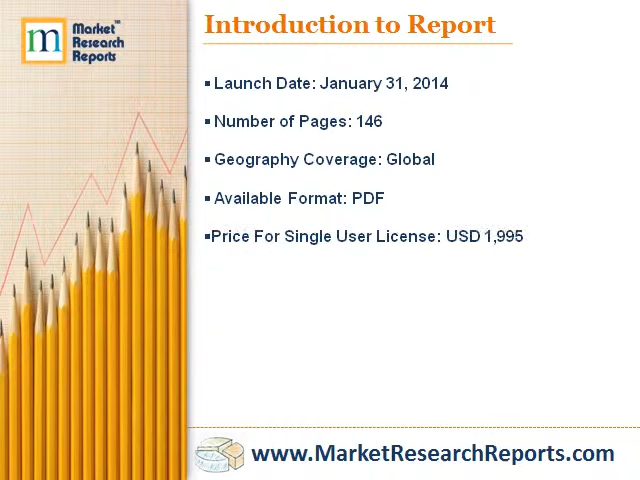 m
Market™
Research
Reports
Introduction to Report
▪ Launch Date: January 31, 2014
▪ Number of Pages: 146
▪ Geography Coverage: Global
▪ Available Format: PDF
▪Price For Single User License: USD 1,995
www.MarketResearchReports.com